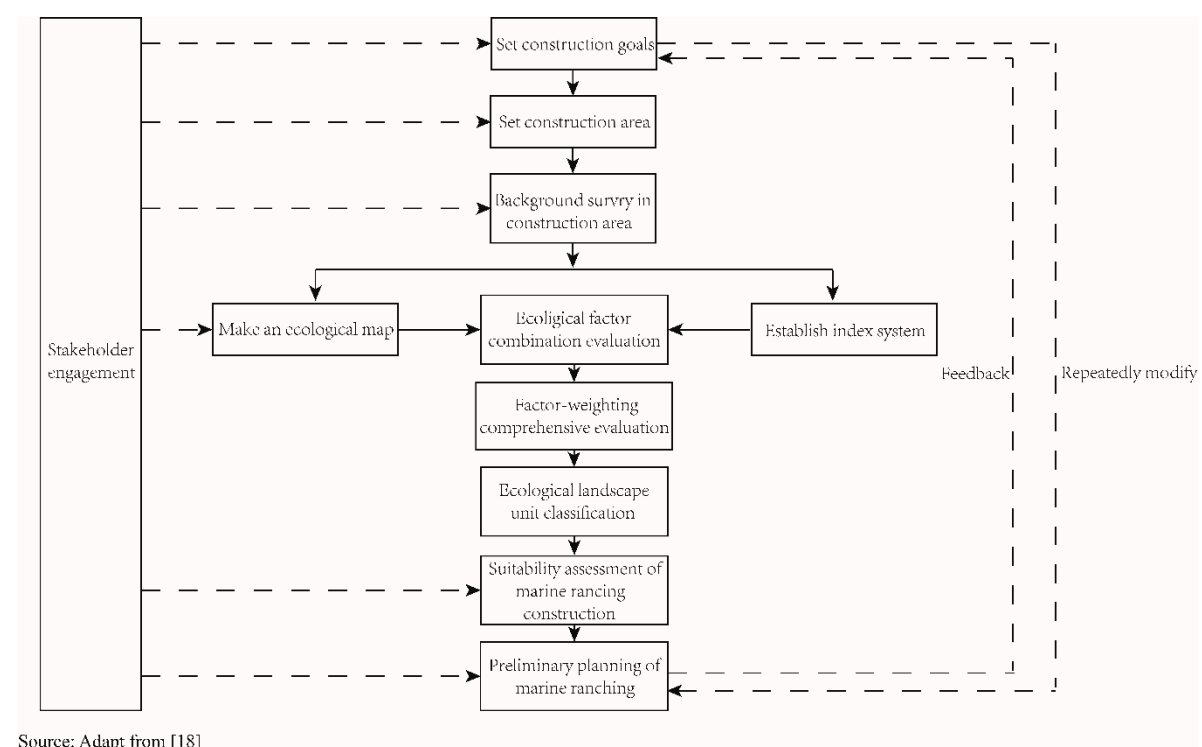 Set construction goals
Set construction area
Background survry in
construction area
Make an ecological map
Ecoligical factor
combination evaluation
Establish index system
Stakeholder
engagement
Feedback
Repeatedly modify
Factor-weighting
comprehensive evaluation
Ecological landscape
unit classification
Suitability assessment of
marine rancing
construction
Preliminary planning of
marine ranching
Source: Adapt from [18]